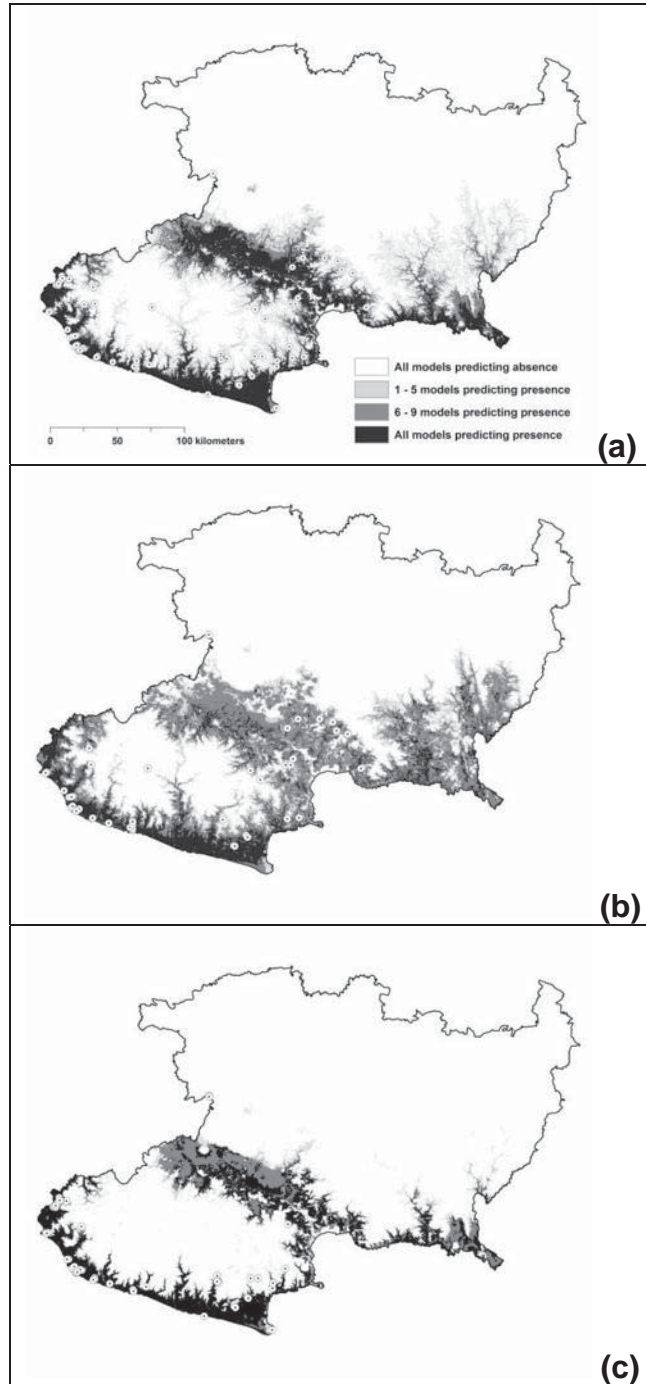 All models predicting absence
1 - 5 models predicting presence
6 - 9 models predicting presence
All models predicting presence
0 50 100 kilometers
(a)
(b)
(c)